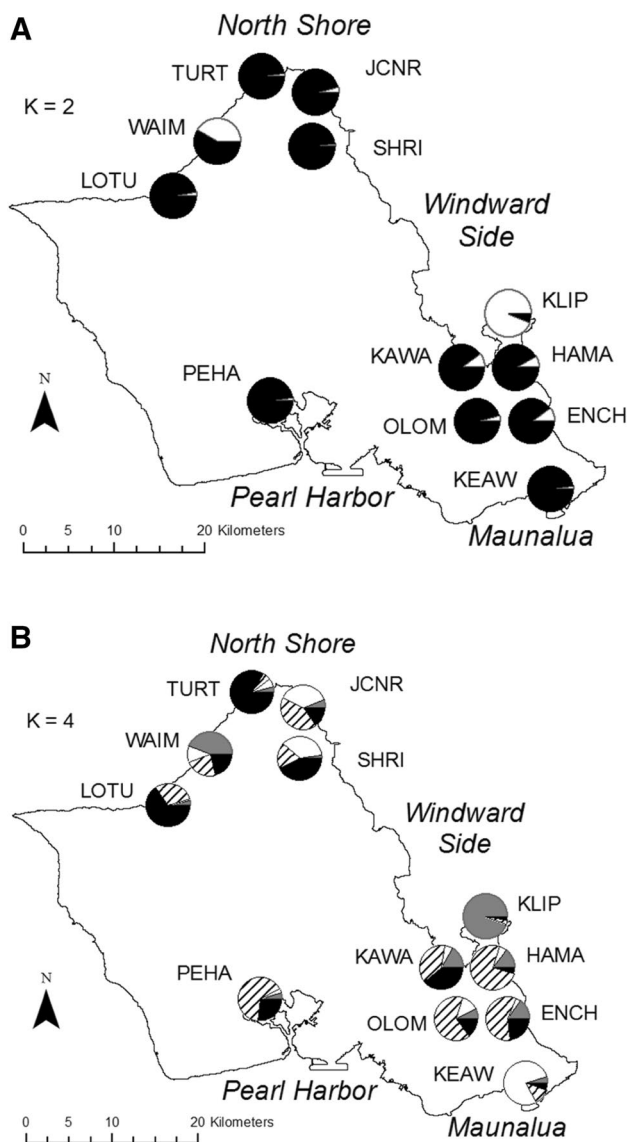 A
North Shore
TURT
JCNR
K = 2
WAIM
SHRI
LOTU
Windward
Side
KLIP
KAWA
HAMA
PEHA
N
OLOM
ENCH
KEAW
Pearl Harbor
Maunalua
0 5 10 20 Kilometers
B
North Shore
TURT
JCNR
K = 4
WAIM
SHRI
LOTU
Windward
Side
KLIP
KAWA
HAMA
PEHA
N
OLOM
ENCH
KEAW
Pearl Harbor
Maunalua
0 5 10 20 Kilometers